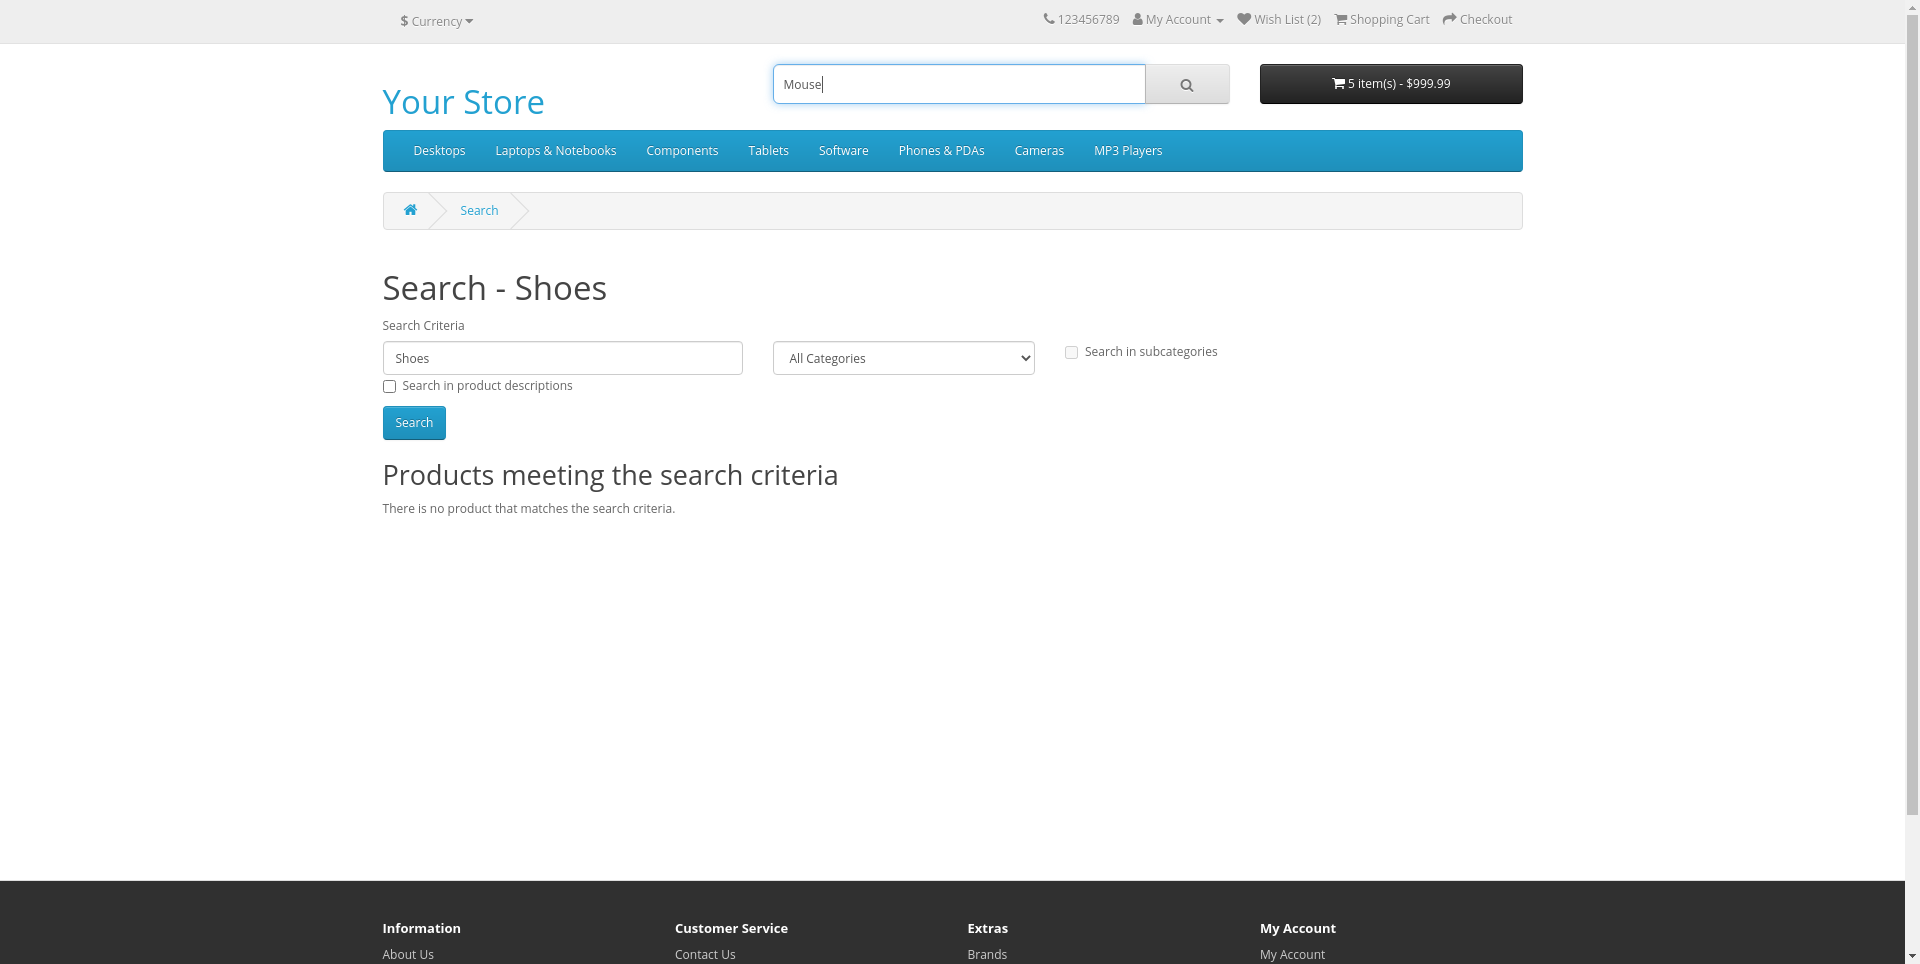 $ Currency
123456789 My Account Wish List (2) Shopping Cart Checkout
Your Store
Mouse
5 item(s) - $999.99
Desktops Laptops & Notebooks Components Tablets Software Phones & PDAs Cameras MP3 Players
Search
Search - Shoes
Search Criteria
Shoes
All Categories
Search in subcategories
Search in product descriptions
Search
Products meeting the search criteria
There is no product that matches the search criteria.
Information Customer Service Extras My Account
About Us Contact Us Brands My Account